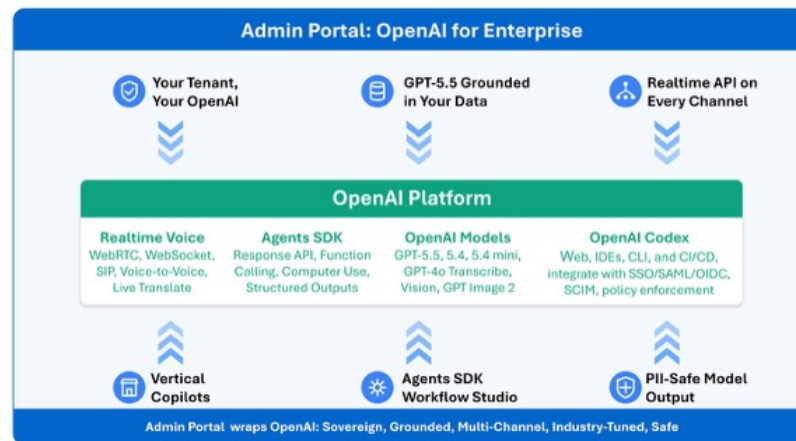 Admin Portal: OpenAI for Enterprise
Your Tenant,
Your OpenAI
GPT-5.5 Grounded
in Your Data
Realtime API on
Every Channel
OpenAI Platform
Realtime Voice
WebRTC, WebSocket,
SIP, Voice-to-Voice,
Live Translate
Agents SDK
Response API, Function
Calling, Computer Use,
Structured Outputs
OpenAI Models
GPT-5.5, 5.4, 5.4 mini,
GPT-4o Transcribe,
Vision, GPT Image 2
OpenAI Codex
Web, IDEs, CLI, and CI/CD,
integrate with SSO/SAML/OIDC,
SCIM, policy enforcement
Vertical
Copilots
Agents SDK
Workflow Studio
PII-Safe Model
Output
Admin Portal wraps OpenAI: Sovereign, Grounded, Multi-Channel, Industry-Tuned, Safe